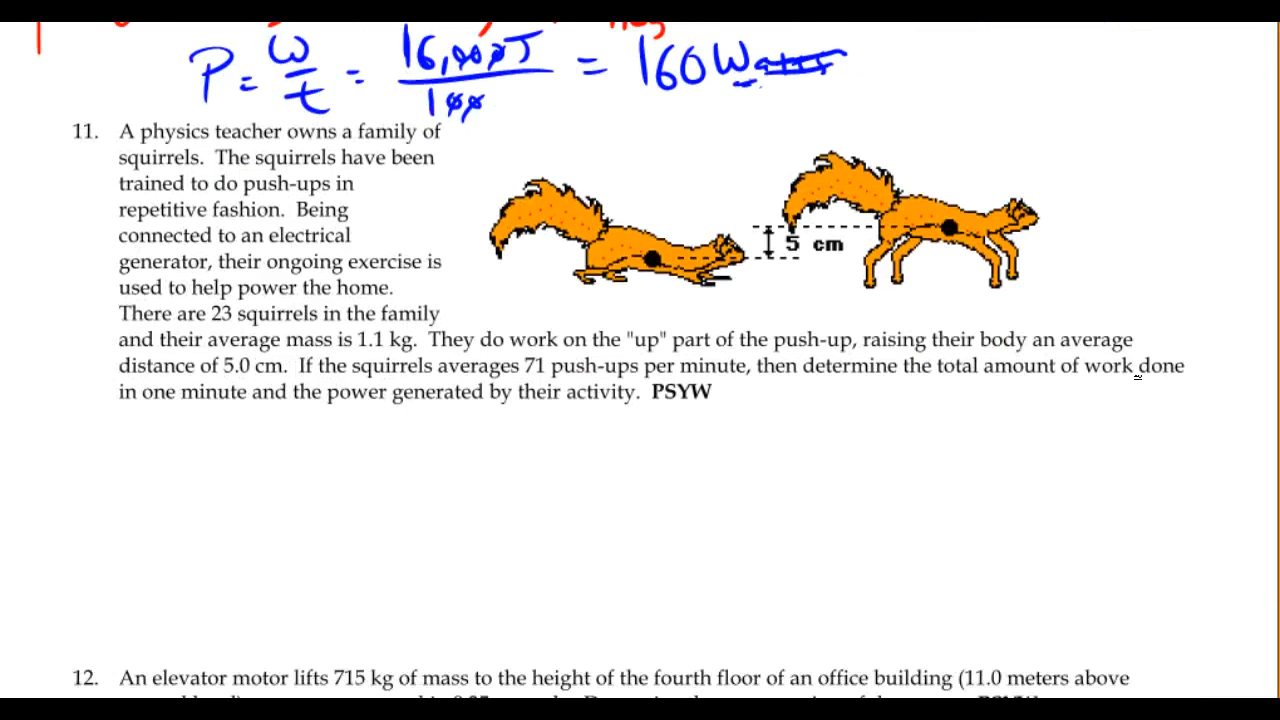 P = W/t = 16,000J/100 = 160 Watts
11. A physics teacher owns a family of
squirrels. The squirrels have been
trained to do push-ups in
repetitive fashion. Being
connected to an electrical
generator, their ongoing exercise is
used to help power the home.
There are 23 squirrels in the family
5 cm
and their average mass is 1.1 kg. They do work on the "up" part of the push-up, raising their body an average
distance of 5.0 cm. If the squirrels averages 71 push-ups per minute, then determine the total amount of work done
in one minute and the power generated by their activity. PSYW
12. An elevator motor lifts 715 kg of mass to the height of the fourth floor of an office building (11.0 meters above